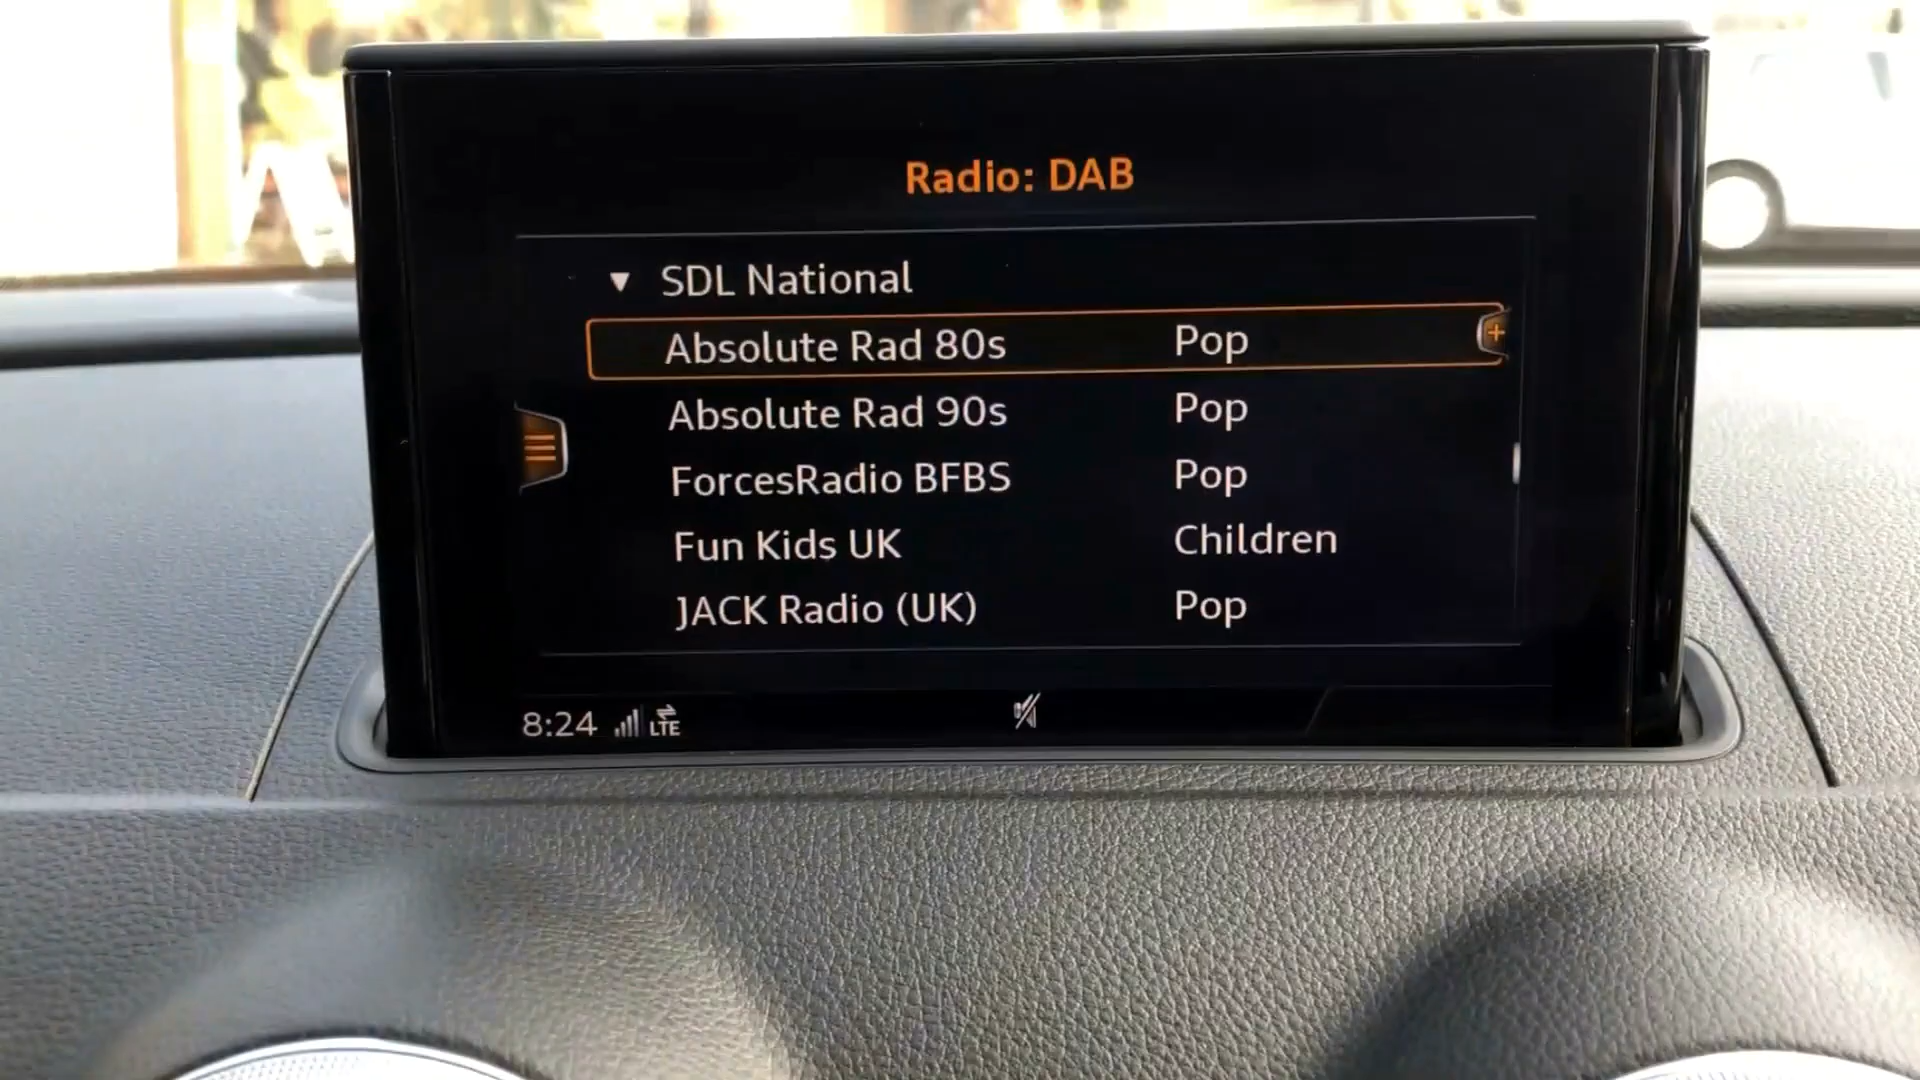 Radio: DAB
SDL National
Absolute Rad 80s Pop
Absolute Rad 90s Pop
ForcesRadio BFBS Pop
Fun Kids UK Children
JACK Radio (UK) Pop
8:24 LTE